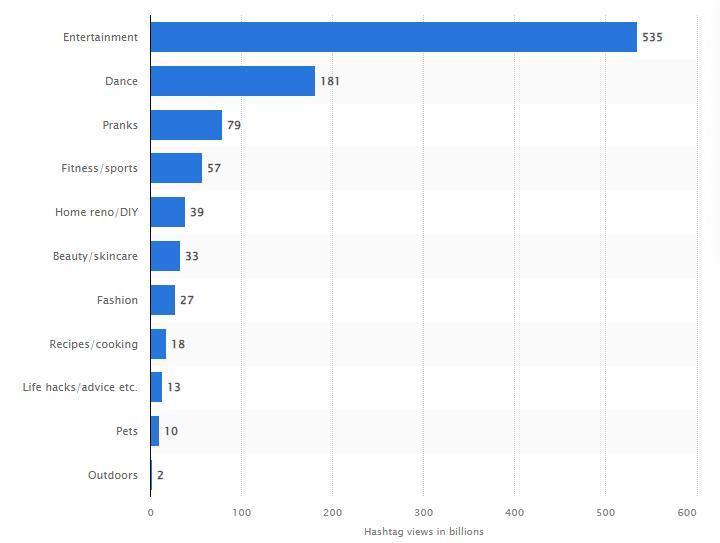 Entertainment 535
Dance 181
Pranks 79
Fitness/sports 57
Home reno/DIY 39
Beauty/skincare 33
Fashion 27
Recipes/cooking 18
Life hacks/advice etc. 13
Pets 10
Outdoors 2
0 100 200 300 400 500 600
Hashtag views in billions